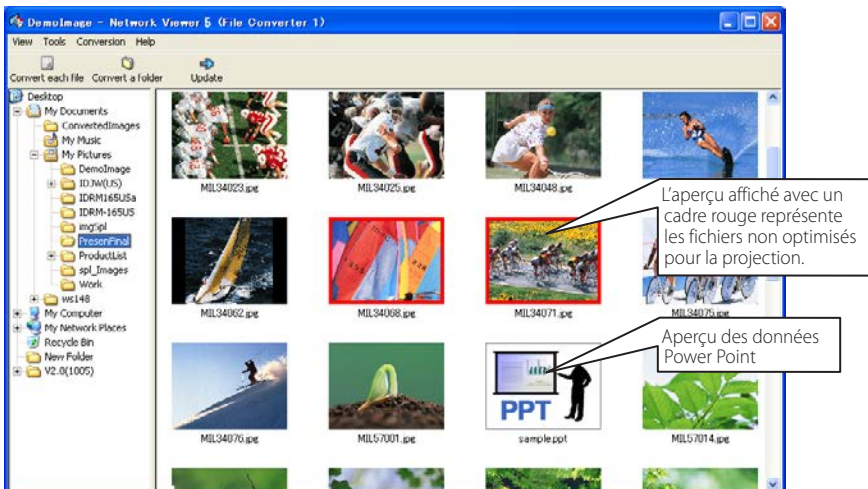 DemoImage - Network Viewer 5 (File Converter 1)
View Tools Conversion Help
Convert each file Convert a folder Update
Desktop
My Documents
ConvertedImages
My Music
My Pictures
DemoImage
IDJW(US)
IDRM165USa
IDRM-165US
imgSpl
PresenFinal
ProductList
spl_Images
Work
ws148
My Computer
My Network Places
Recycle Bin
New Folder
V2.0(1005)
MIL34023.jpg
MIL34025.jpg
MIL34048.jpg
L'aperçu affiché avec un
cadre rouge représente
les fichiers non optimisés
pour la projection.
MIL34062.jpg
MIL34068.jpg
MIL34071.jpg
MIL34075.jpg
Aperçu des données
Power Point
PPT
MIL34076.jpg
MIL57001.jpg
sample.ppt
MIL57014.jpg